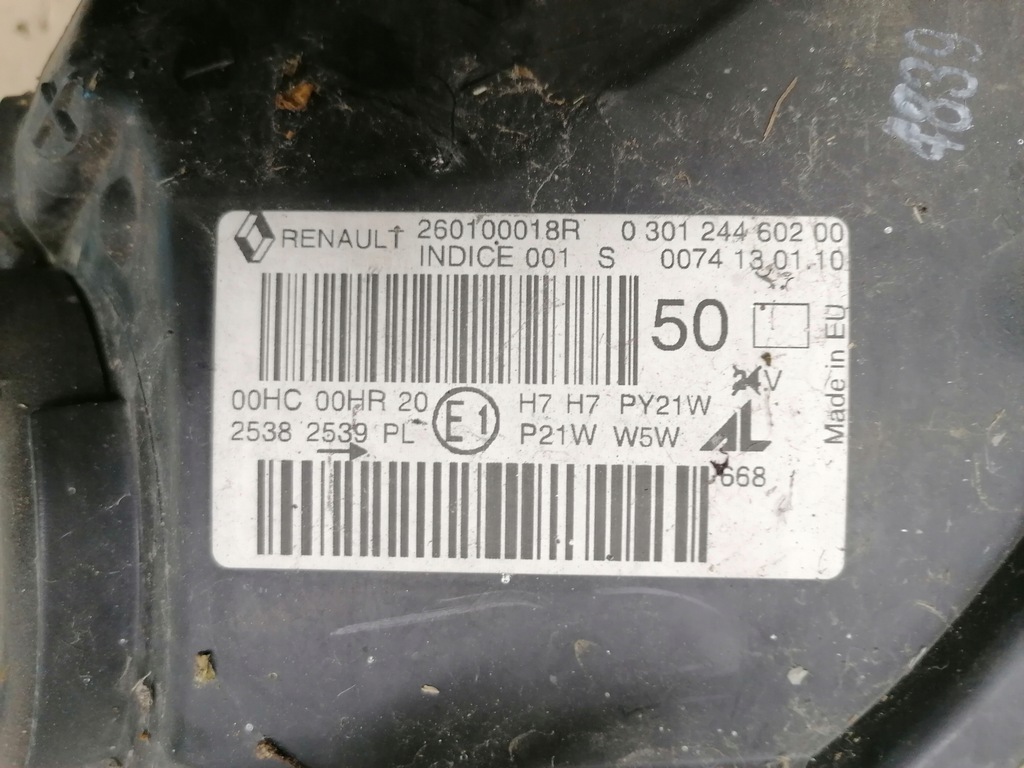 4839
RENAULT 260100018R 0 301 244 602 00
INDICE 001 S 0074 13.01.10
50
Made in EU
00HC 00HR 20 E1 H7 H7 PY21W
2538 2539 PL P21W W5W AL
668